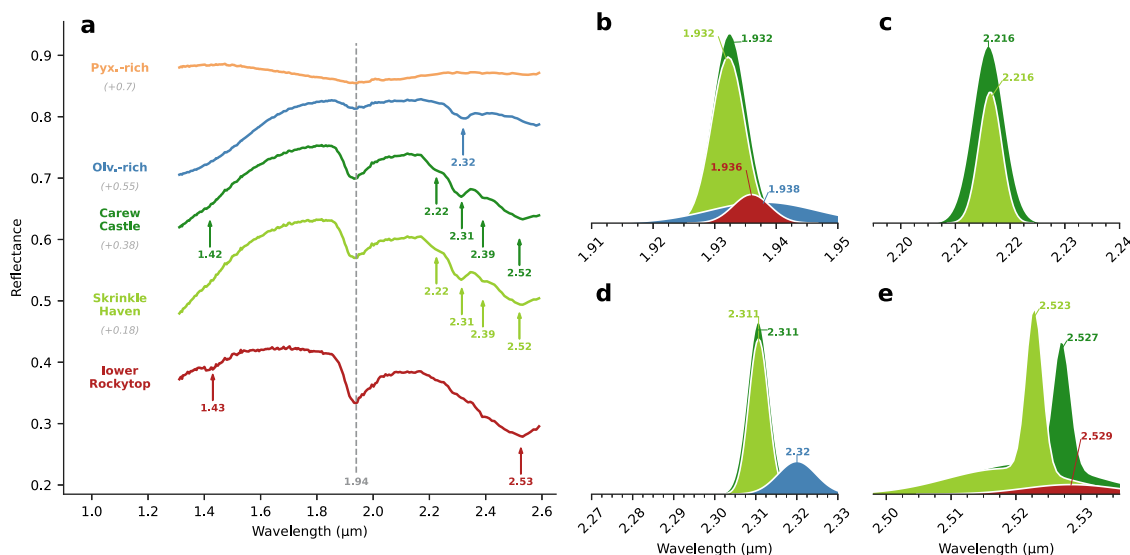 a
0.9
0.8
0.7
0.6
0.5
0.4
0.3
0.2
Reflectance
Pyx.-rich
(+0.7)
Olv.-rich
(+0.55)
Carew
Castle
(+0.38)
Skrinkle
Haven
(+0.18)
lower
Rockytop
1.42
1.43
1.94
2.32
2.22
2.31
2.39
2.52
2.22
2.31
2.39
2.52
2.53
1.0 1.2 1.4 1.6 1.8 2.0 2.2 2.4 2.6
Wavelength (μm)
b
1.932
1.932
1.936
1.938
1.91 1.92 1.93 1.94 1.95
c
2.216
2.216
2.20 2.21 2.22 2.23 2.24
d
2.311
2.311
2.32
2.27 2.28 2.29 2.30 2.31 2.32 2.33
Wavelength (μm)
e
2.523
2.527
2.529
2.50 2.51 2.52 2.53
Wavelength (μm)